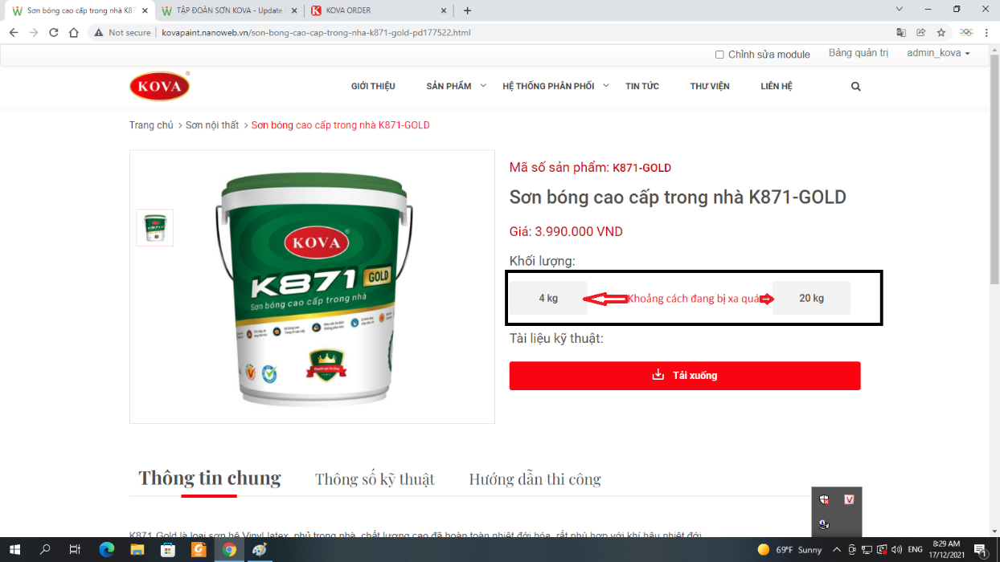 Sơn bóng cao cấp trong nhà K87
TẬP ĐOÀN SƠN KOVA - Update
KOVA ORDER
Not secure
kovapaint.nanoweb.vn/son-bong-cao-cap-trong-nha-k871-gold-pd177522.html
Chỉnh sửa module
Bảng quản trị
admin_kova
KOVA
GIỚI THIỆU
SẢN PHẨM
HỆ THỐNG PHÂN PHỐI
TIN TỨC
THƯ VIỆN
LIÊN HỆ
Trang chủ > Sơn nội thất > Sơn bóng cao cấp trong nhà K871-GOLD
KOVA
K871 GOLD
Sơn bóng cao cấp trong nhà
Mã số sản phẩm: K871-GOLD
Sơn bóng cao cấp trong nhà K871-GOLD
Giá: 3.990.000 VND
Khối lượng:
4 kg
Khoảng cách đang bị xa quá
20 kg
Tài liệu kỹ thuật:
Tải xuống
Thông tin chung
Thông số kỹ thuật
Hướng dẫn thi công
K871-Gold là loại sơn hệ Vinyl latex, phủ trong nhà, chất lượng cao đã hoàn toàn nhiệt đới hóa, rất phù hợp với khí hậu nhiệt đới
69°F Sunny
ENG
8:29 AM
17/12/2021
1